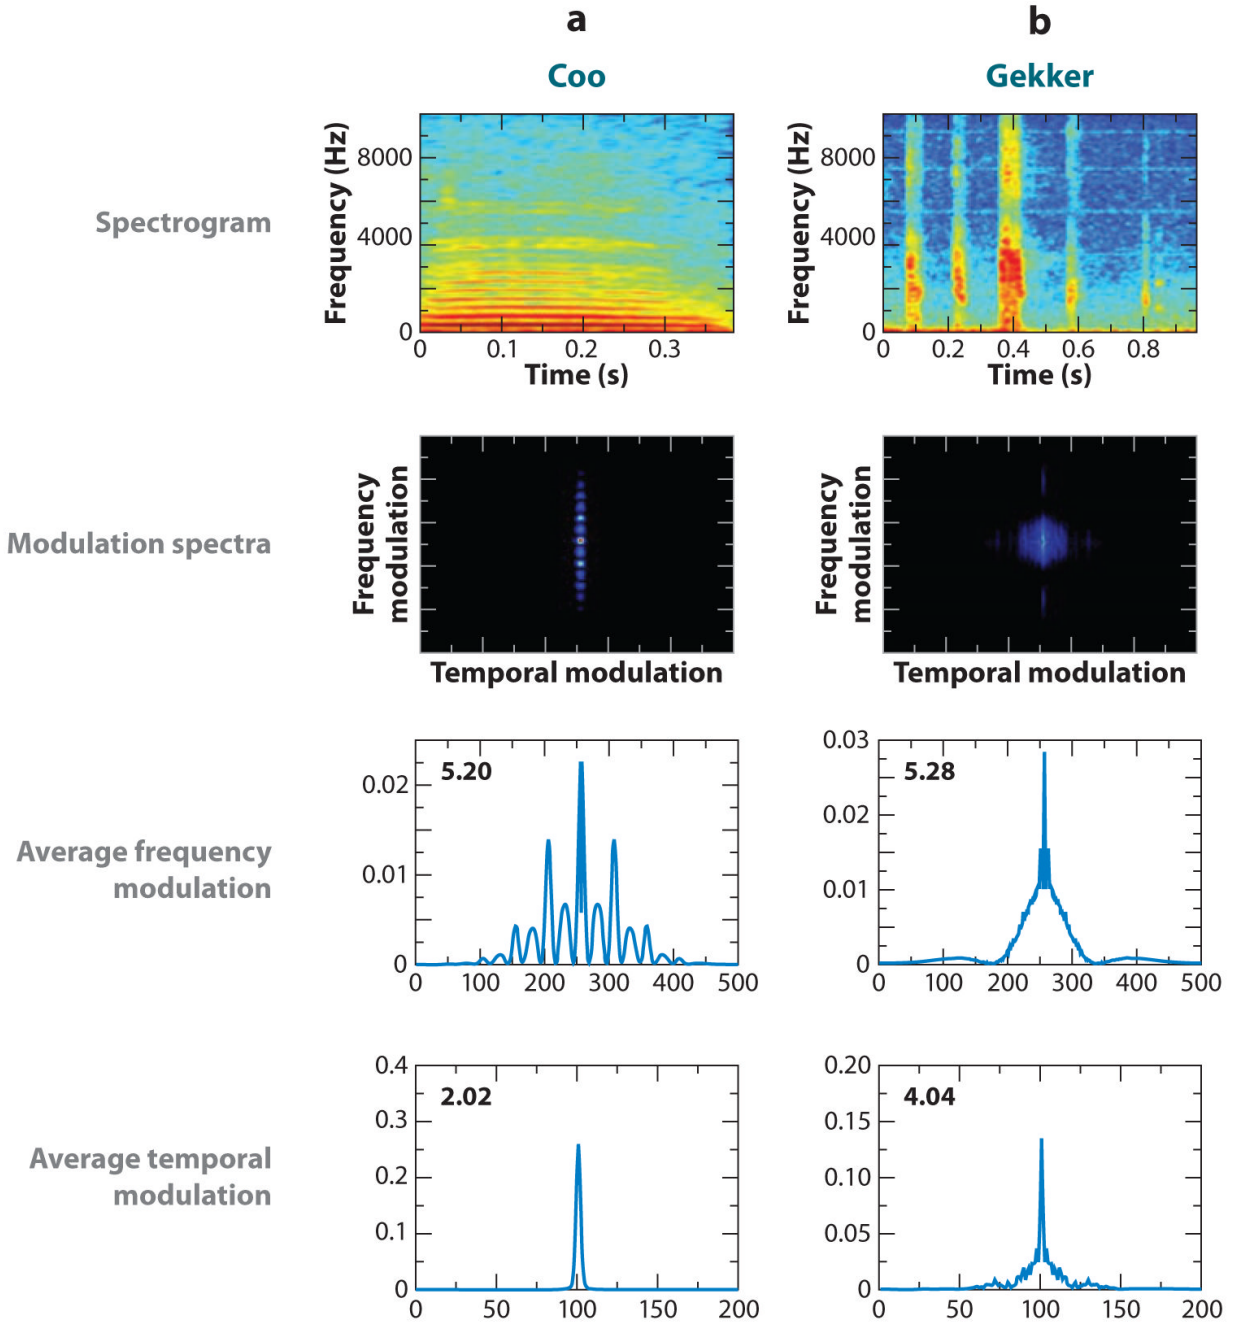 a
b
Coo
Gekker
Spectrogram
Frequency (Hz)
8000
4000
0
0 0.1 0.2 0.3
Time (s)
Frequency (Hz)
8000
4000
0
0 0.2 0.4 0.6 0.8
Time (s)
Modulation spectra
Frequency
modulation
Temporal modulation
Frequency
modulation
Temporal modulation
Average frequency
modulation
5.20
0.02
0.01
0
0 100 200 300 400 500
5.28
0.03
0.02
0.01
0
0 100 200 300 400 500
Average temporal
modulation
2.02
0.4
0.3
0.2
0.1
0
0 50 100 150 200
4.04
0.20
0.15
0.10
0.05
0
0 50 100 150 200